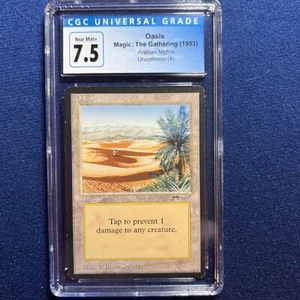 CGC UNIVERSAL GRADE
Near Mint+
7.5
Oasis
Magic: The Gathering (1993)
Arabian Nights
Uncommon (4)
Oasis
Tap to prevent 1
damage to any creature.